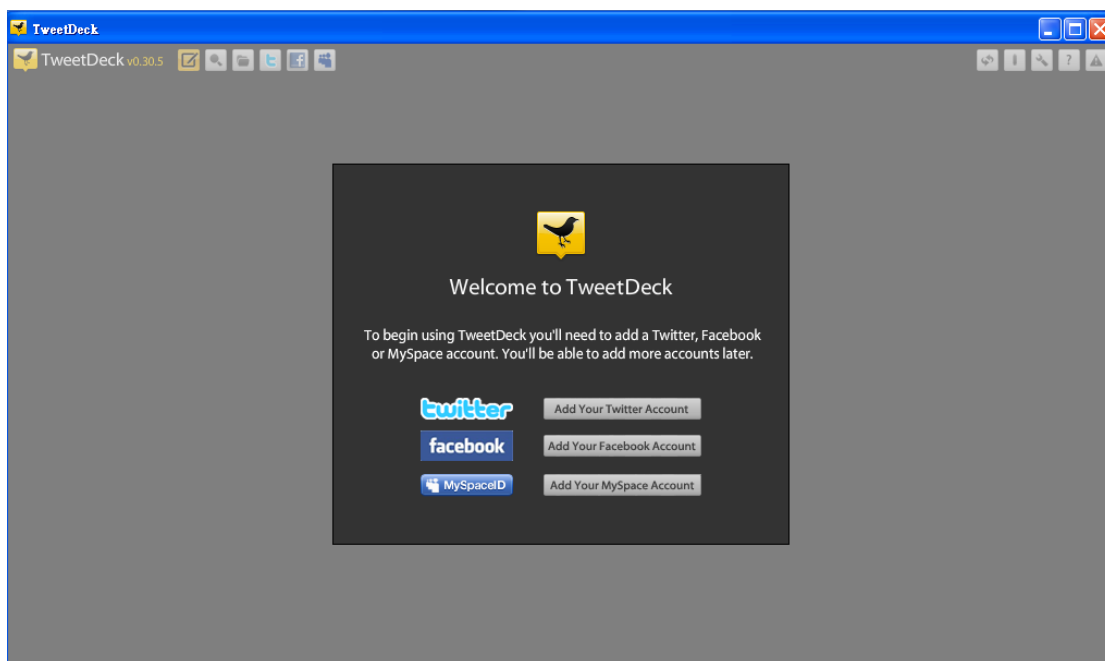 TweetDeck
TweetDeck v0.30.5
Welcome to TweetDeck
To begin using TweetDeck you'll need to add a Twitter, Facebook
or MySpace account. You'll be able to add more accounts later.
twitter Add Your Twitter Account
facebook Add Your Facebook Account
MySpaceID Add Your MySpace Account